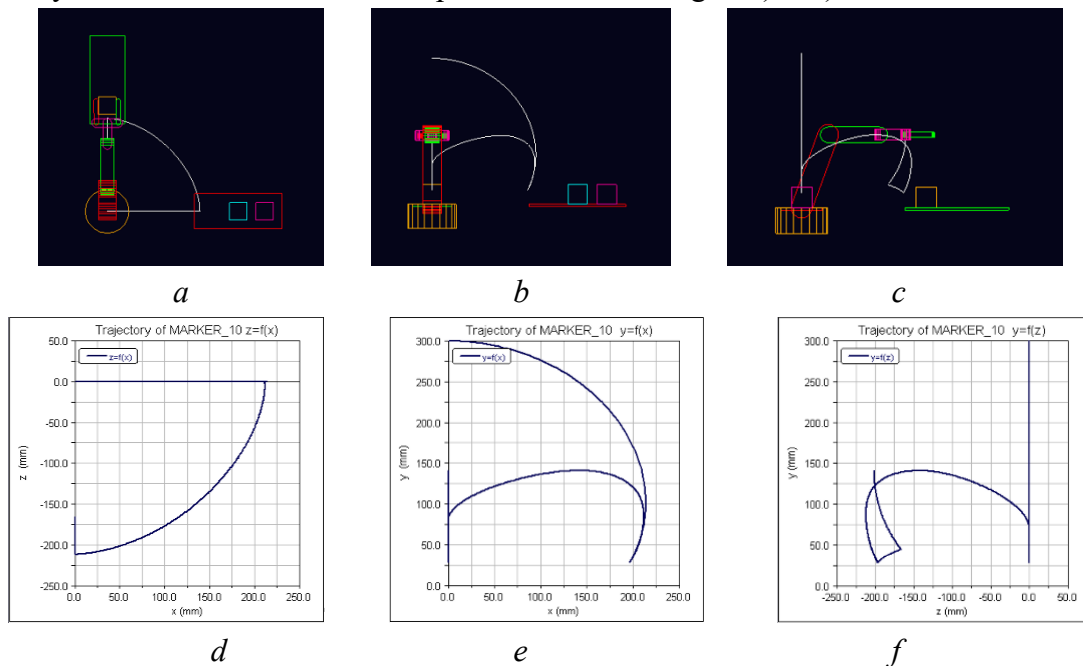 a
b
c
Trajectory of MARKER_10 z=f(x)
z=f(x)
50.0
0.0
-50.0
-100.0
-150.0
-200.0
-250.0
z (mm)
0.0 50.0 100.0 150.0 200.0 250.0
x (mm)
d
Trajectory of MARKER_10 y=f(x)
y=f(x)
300.0
250.0
200.0
150.0
100.0
50.0
0.0
y (mm)
0.0 50.0 100.0 150.0 200.0 250.0
x (mm)
e
Trajectory of MARKER_10 y=f(z)
y=f(z)
300.0
250.0
200.0
150.0
100.0
50.0
0.0
y (mm)
-250.0 -200.0 -150.0 -100.0 -50.0 0.0 50.0
z (mm)
f